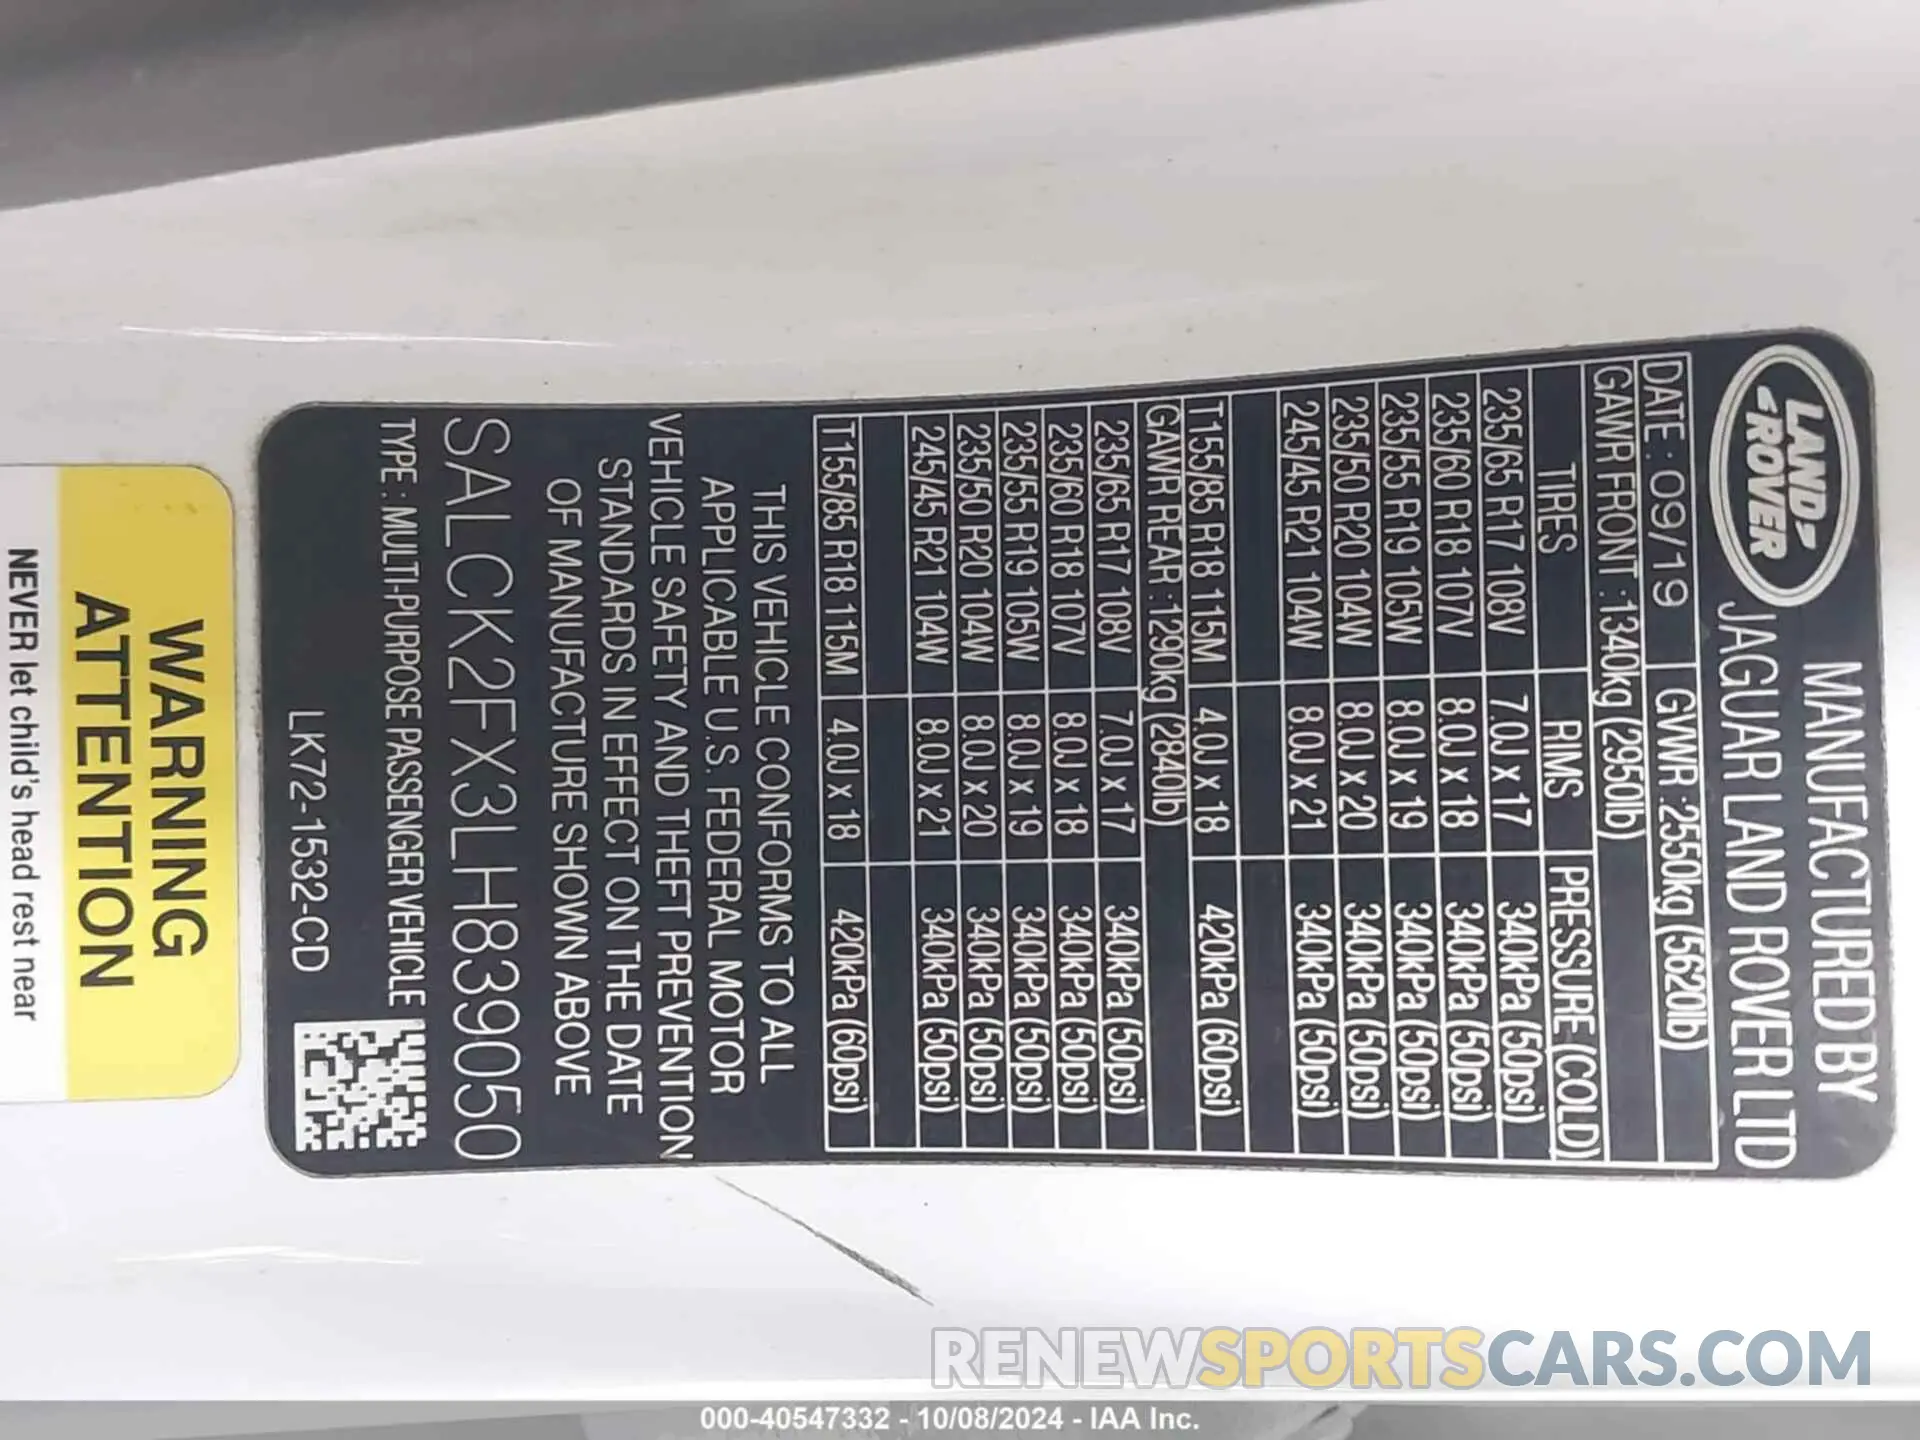 LAND
ROVER
MANUFACTURED BY
JAGUAR LAND ROVER LTD
DATE : 09/19 GVWR :2550kg (5620lb)
GAWR FRONT :1340kg (2950lb)
TIRES RIMS PRESSURE (COLD)
235/65 R17 108V 7.0J x 17 340kPa (50psi)
235/60 R18 107V 8.0J x 18 340kPa (50psi)
235/55 R19 105W 8.0J x 19 340kPa (50psi)
235/50 R20 104W 8.0J x 20 340kPa (50psi)
245/45 R21 104W 8.0J x 21 340kPa (50psi)
T155/85 R18 115M 4.0J x 18 420kPa (60psi)
GAWR REAR :1290kg (2840lb)
235/65 R17 108V 7.0J x 17 340kPa (50psi)
235/60 R18 107V 8.0J x 18 340kPa (50psi)
235/55 R19 105W 8.0J x 19 340kPa (50psi)
235/50 R20 104W 8.0J x 20 340kPa (50psi)
245/45 R21 104W 8.0J x 21 340kPa (50psi)
T155/85 R18 115M 4.0J x 18 420kPa (60psi)
THIS VEHICLE CONFORMS TO ALL
APPLICABLE U.S. FEDERAL MOTOR
VEHICLE SAFETY AND THEFT PREVENTION
STANDARDS IN EFFECT ON THE DATE
OF MANUFACTURE SHOWN ABOVE
SALCK2FX3LH839050
TYPE : MULTI-PURPOSE PASSENGER VEHICLE
LK72-1532-CD
WARNING
ATTENTION
NEVER let child's head rest near
RENEWSPORTSCARS.COM
000-40547332 - 10/08/2024 - IAA Inc.